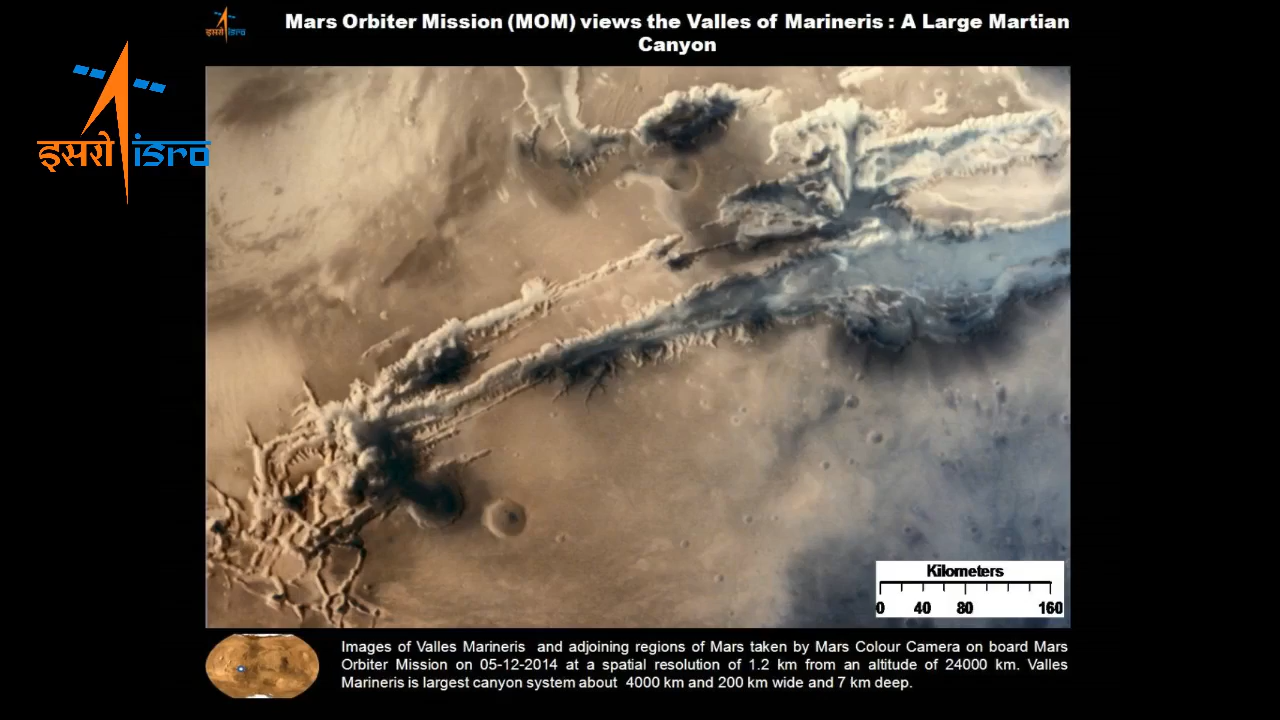 इसरो isro
Mars Orbiter Mission (MOM) views the Valles of Marineris : A Large Martian
Canyon
इसरो isro
Kilometers
0 40 80 160
Images of Valles Marineris and adjoining regions of Mars taken by Mars Colour Camera on board Mars
Orbiter Mission on 05-12-2014 at a spatial resolution of 1.2 km from an altitude of 24000 km. Valles
Marineris is largest canyon system about 4000 km and 200 km wide and 7 km deep.